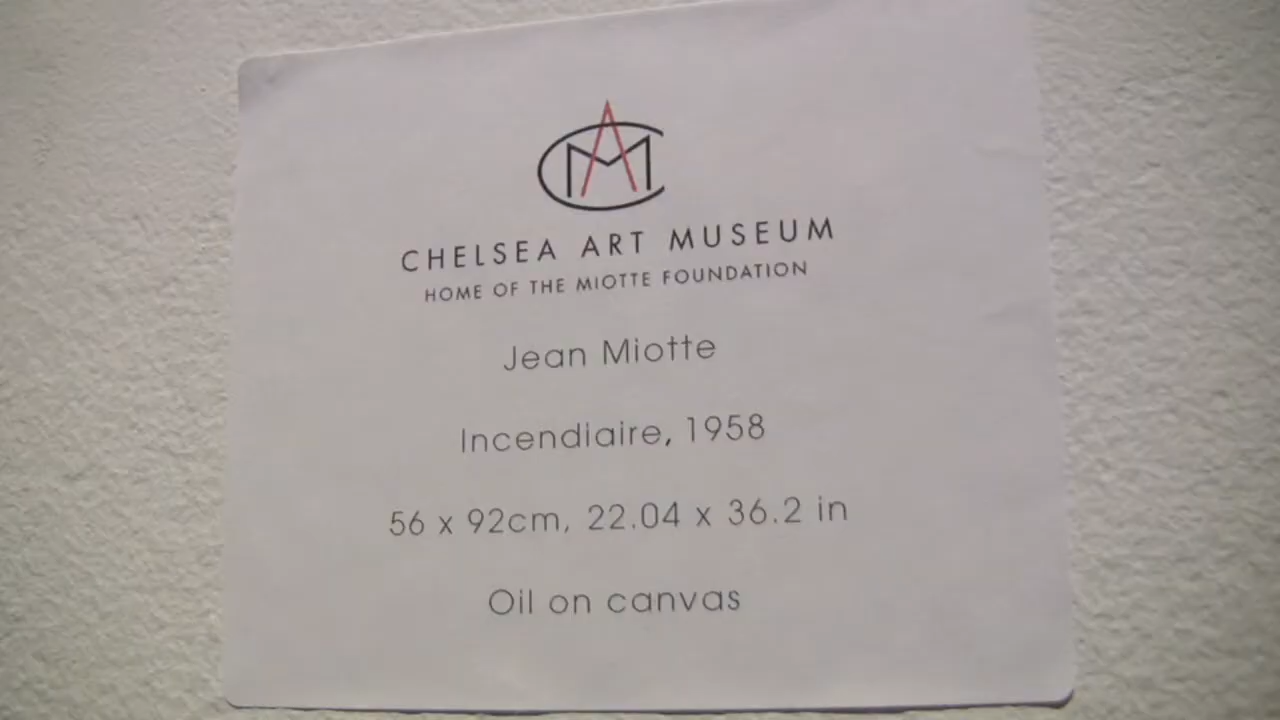 CAM
CHELSEA ART MUSEUM
HOME OF THE MIOTTE FOUNDATION
Jean Miotte
Incendiaire, 1958
56 x 92cm, 22.04 x 36.2 in
Oil on canvas